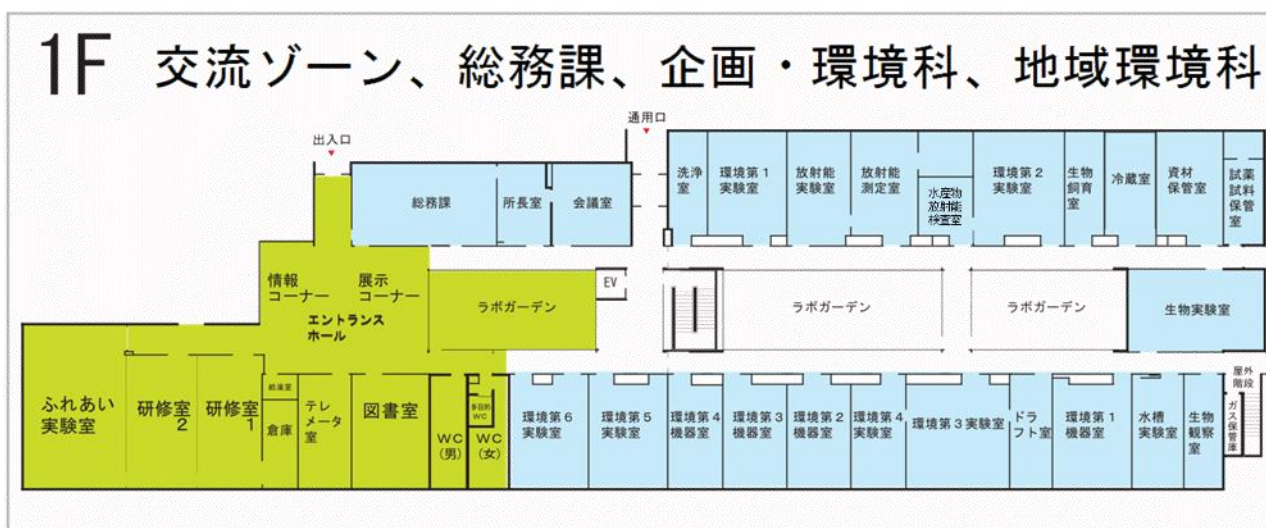 1F 交流ゾーン、総務課、企画・環境科、地域環境科
出入口
通用口
総務課
所長室
会議室
洗浄
室
環境第1
実験室
放射能
実験室
放射能
測定室
水産物
放射能
検査室
環境第2
実験室
生物
飼育
室
冷蔵室
資材
保管室
試薬
試料
保管
室
情報
コーナー
展示
コーナー
エントランス
ホール
ラボガーデン
EV
ラボガーデン
ラボガーデン
生物実験室
ふれあい
実験室
研修室
2
研修室
1
給湯室
倉庫
テレ
メータ
室
図書室
WC
(男)
多目的
WC
WC
(女)
環境第6
実験室
環境第5
実験室
環境第4
機器室
環境第3
機器室
環境第2
機器室
環境第4
実験室
環境第3実験室
ドラ
フト室
環境第1
機器室
水槽
実験室
生物
観察
室
屋外
階段
ガス保管庫